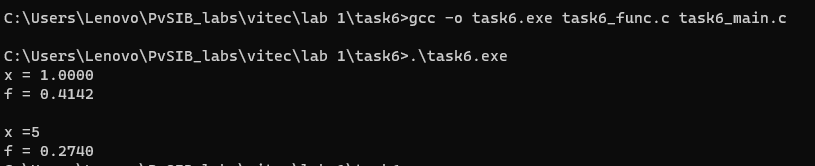 C:\Users\Lenovo\PvSIB_labs\vitec\lab 1\task6>gcc -o task6.exe task6_func.c task6_main.c
C:\Users\Lenovo\PvSIB_labs\vitec\lab 1\task6>.\task6.exe
x = 1.0000
f = 0.4142
x =5
f = 0.2740